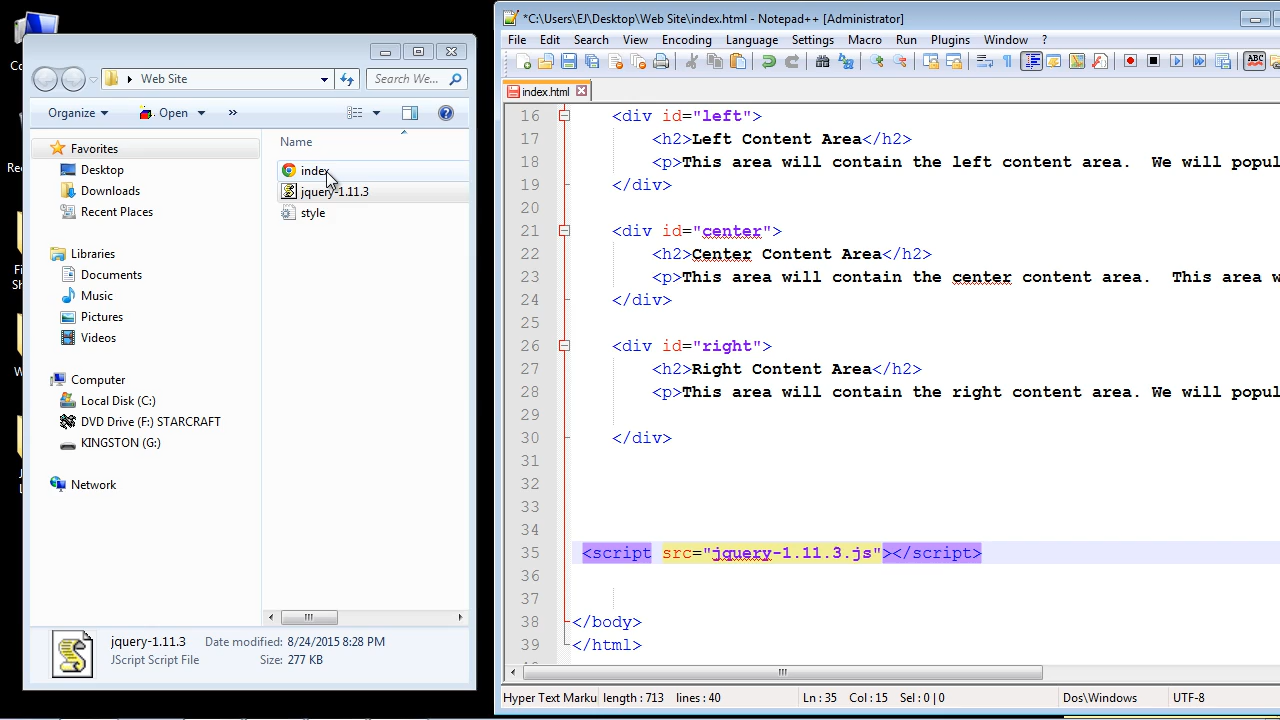 Web Site
Search We...
Organize
Open
»
Favorites
Desktop
Downloads
Recent Places
Libraries
Documents
Music
Pictures
Videos
Computer
Local Disk (C:)
DVD Drive (F:) STARCRAFT
KINGSTON (G:)
Network
Name
index
jquery-1.11.3
style
jquery-1.11.3 Date modified: 8/24/2015 8:28 PM
JScript Script File Size: 277 KB
*C:\Users\EJ\Desktop\Web Site\index.html - Notepad++ [Administrator]
File Edit Search View Encoding Language Settings Macro Run Plugins Window ?
ABC
index.html
16 <div id="left">
17 <h2>Left Content Area</h2>
18 <p>This area will contain the left content area. We will popul
19 </div>
20
21 <div id="center">
22 <h2>Center Content Area</h2>
23 <p>This area will contain the center content area. This area w
24 </div>
25
26 <div id="right">
27 <h2>Right Content Area</h2>
28 <p>This area will contain the right content area. We will popul
29
30 </div>
31
32
33
34
35 <script src="jquery-1.11.3.js"></script>
36
37
38 </body>
39 </html>
Hyper Text Marku length : 713 lines : 40 Ln : 35 Col : 15 Sel : 0 | 0 Dos\Windows UTF-8